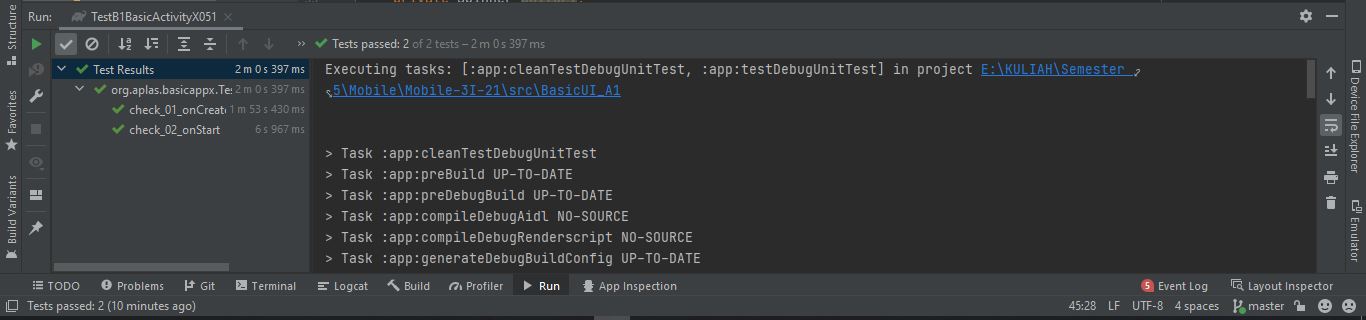 private Spinner
Run: TestB1BasicActivityX051
Structure
Favorites
Build Variants
Tests passed: 2 of 2 tests – 2 m 0 s 397 ms
Test Results 2 m 0 s 397 ms
org.aplas.basicappx.Tes 2 m 0 s 397 ms
check_01_onCreate 1 m 53 s 430 ms
check_02_onStart 6 s 967 ms
Executing tasks: [:app:cleanTestDebugUnitTest, :app:testDebugUnitTest] in project E:\KULIAH\Semester
5\Mobile\Mobile-3I-21\src\BasicUI_A1
> Task :app:cleanTestDebugUnitTest
> Task :app:preBuild UP-TO-DATE
> Task :app:preDebugBuild UP-TO-DATE
> Task :app:compileDebugAidl NO-SOURCE
> Task :app:compileDebugRenderscript NO-SOURCE
> Task :app:generateDebugBuildConfig UP-TO-DATE
Device File Explorer
Emulator
TODO Problems Git Terminal Logcat Build Profiler Run App Inspection 5 Event Log Layout Inspector
Tests passed: 2 (10 minutes ago) 45:28 LF UTF-8 4 spaces master